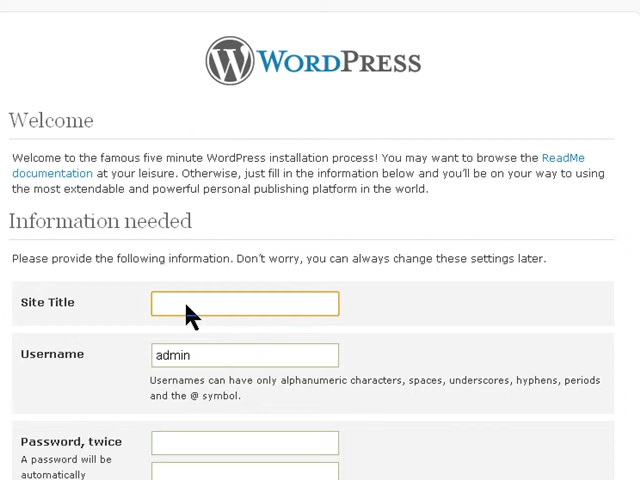 WORDPRESS
Welcome
Welcome to the famous five minute WordPress installation process! You may want to browse the ReadMe
documentation at your leisure. Otherwise, just fill in the information below and you'll be on your way to using
the most extendable and powerful personal publishing platform in the world.
Information needed
Please provide the following information. Don't worry, you can always change these settings later.
Site Title
Username
admin
Usernames can have only alphanumeric characters, spaces, underscores, hyphens, periods
and the @ symbol.
Password, twice
A password will be
automatically